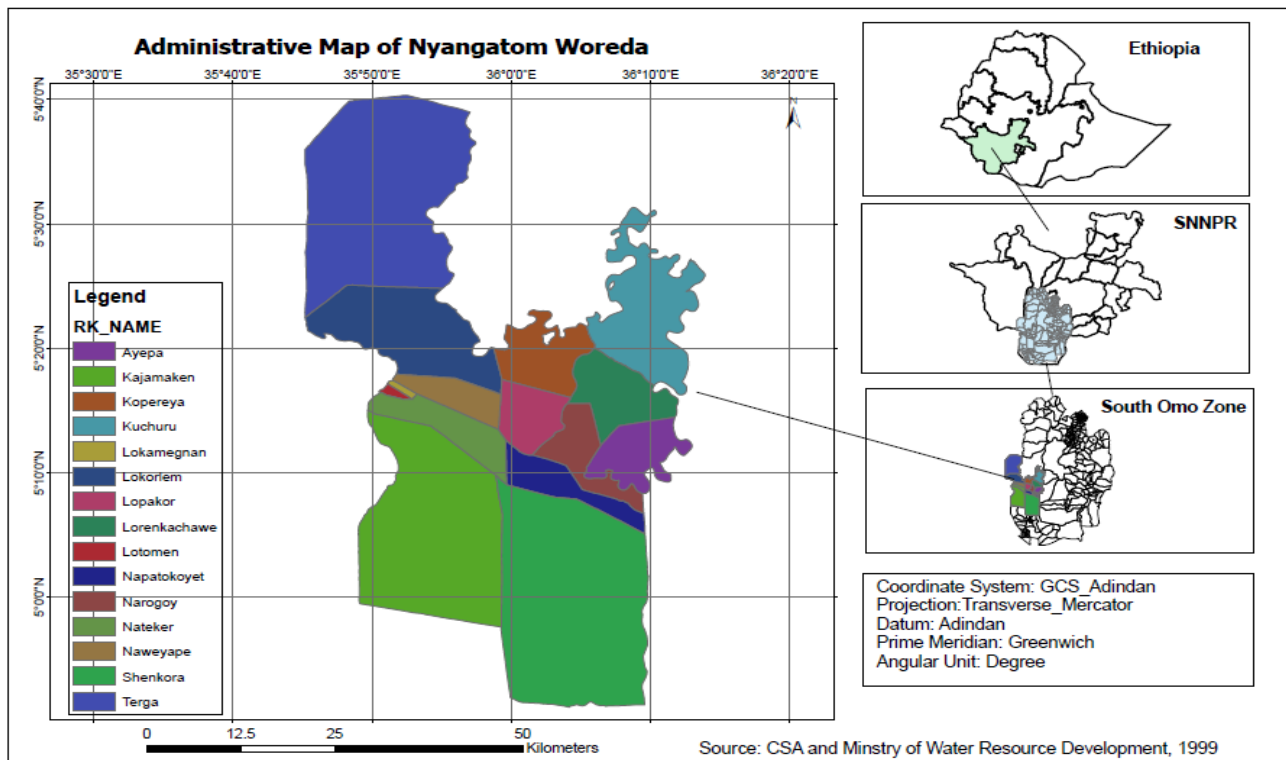 Administrative Map of Nyangatom Woreda
35°30'0"E
35°40'0"E
35°50'0"E
36°0'0"E
36°10'0"E
36°20'0"E
5°40'0"N
5°30'0"N
5°20'0"N
5°10'0"N
5°0'0"N
N
Legend
RK_NAME
Ayepa
Kajamaken
Kopereya
Kuchuru
Lokamegnan
Lokorlem
Lopakor
Lorenkachawe
Lotomen
Napatokoyet
Narogoy
Nateker
Naweyape
Shenkora
Terga
0 12.5 25 50
Kilometers
Ethiopia
SNNPR
South Omo Zone
Coordinate System: GCS_Adindan
Projection:Transverse_Mercator
Datum: Adindan
Prime Meridian: Greenwich
Angular Unit: Degree
Source: CSA and Minstry of Water Resource Development, 1999